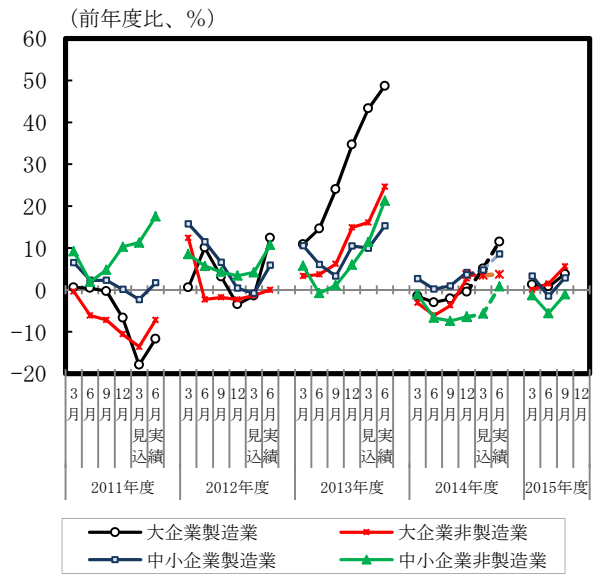 (前年度比、％)
60
50
40
30
20
10
0
-10
-20
3月 6月 9月 12月 3月見込 6月実績 3月 6月 9月 12月 3月見込 6月実績 3月 6月 9月 12月 3月見込 6月実績 3月 6月 9月 12月 3月見込 6月実績 3月 6月 9月 12月
2011年度 2012年度 2013年度 2014年度 2015年度
大企業製造業 大企業非製造業
中小企業製造業 中小企業非製造業